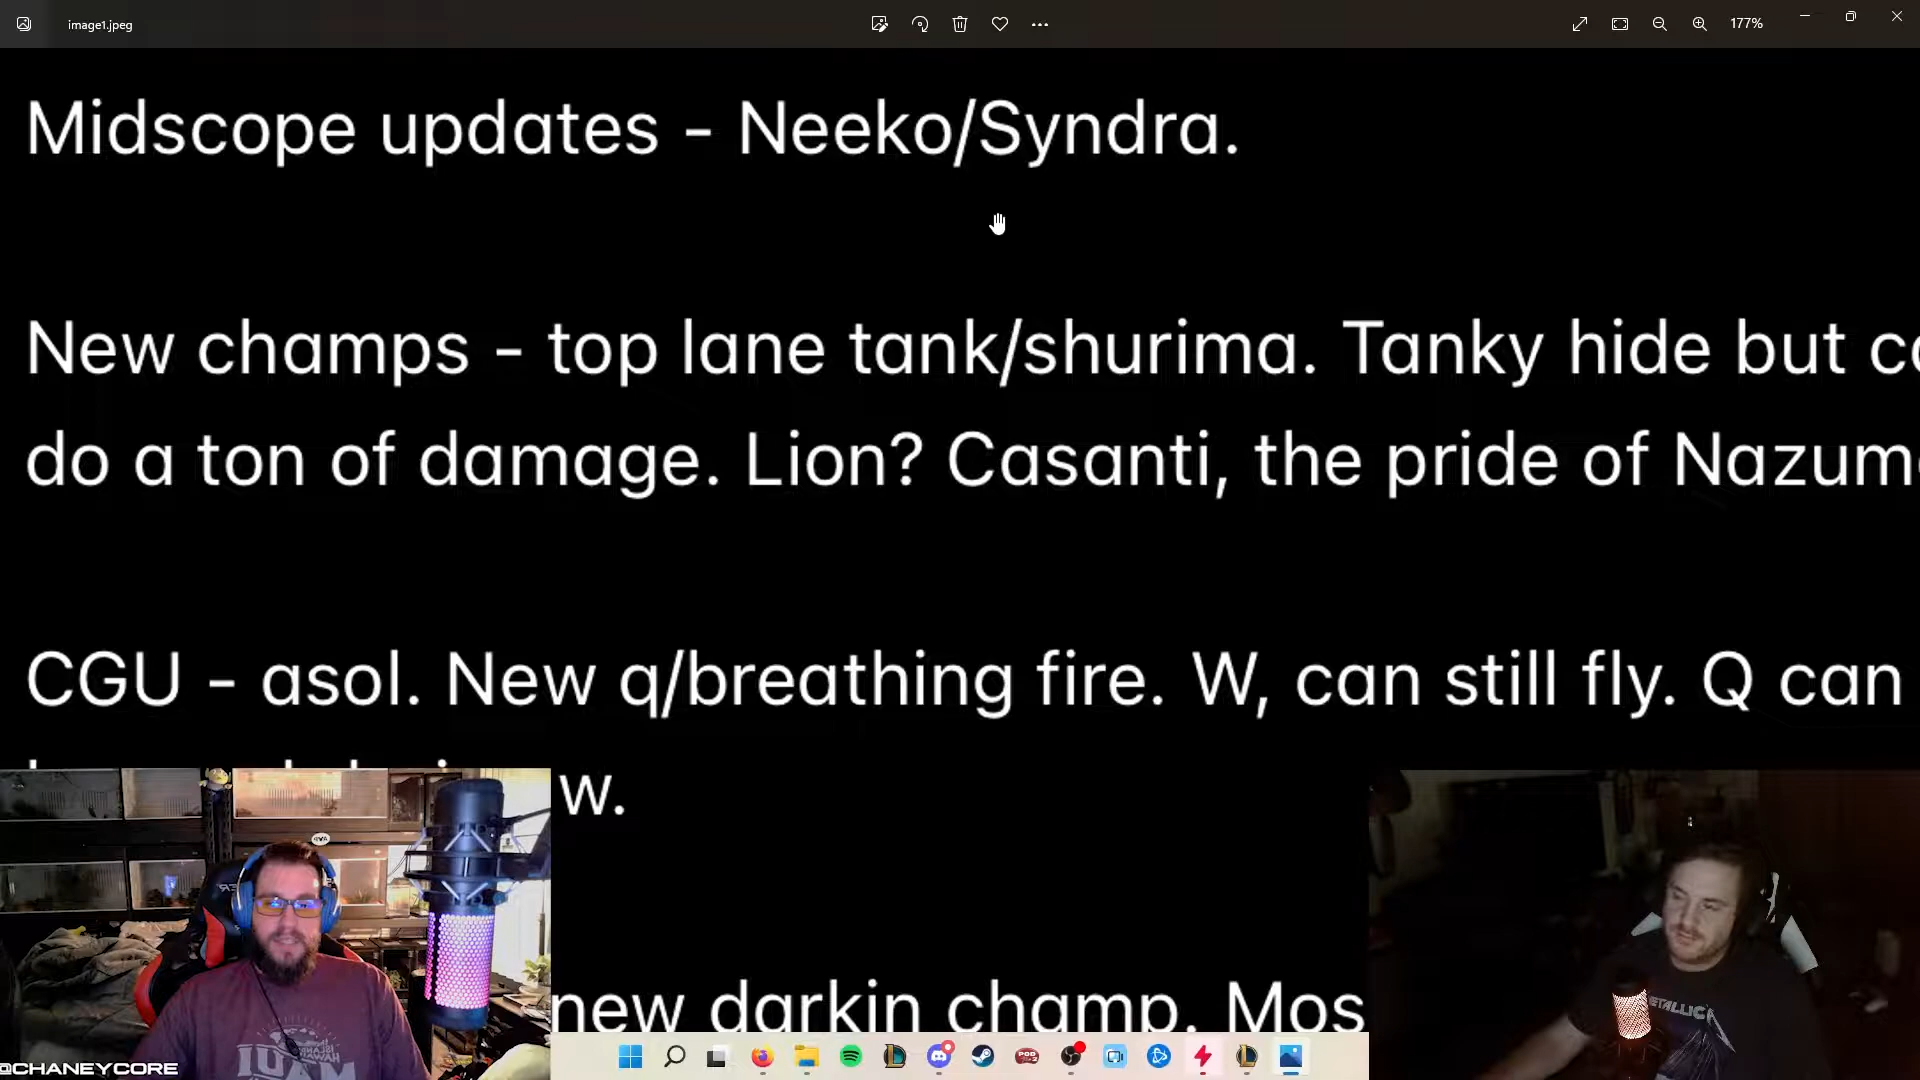 image1.jpeg
177%
Midscope updates - Neeko/Syndra.
New champs - top lane tank/shurima. Tanky hide but
do a ton of damage. Lion? Casanti, the pride of
CGU - asol. New q/breathing fire. W, can still fly. Q can
w.
new darkin champ.
METALLICA
MAUI
@CHANEYCORE